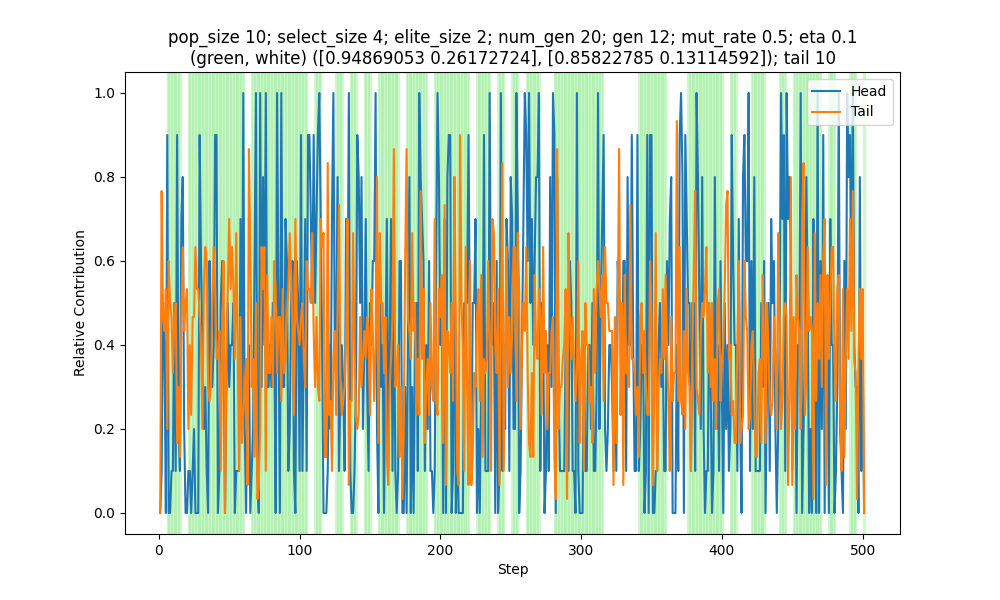 pop_size 10; select_size 4; elite_size 2; num_gen 20; gen 12; mut_rate 0.5; eta 0.1
(green, white) ([0.94869053 0.26172724], [0.85822785 0.13114592]); tail 10
Head
Tail
1.0
0.8
0.6
0.4
0.2
0.0
Relative Contribution
0
100
200
300
400
500
Step